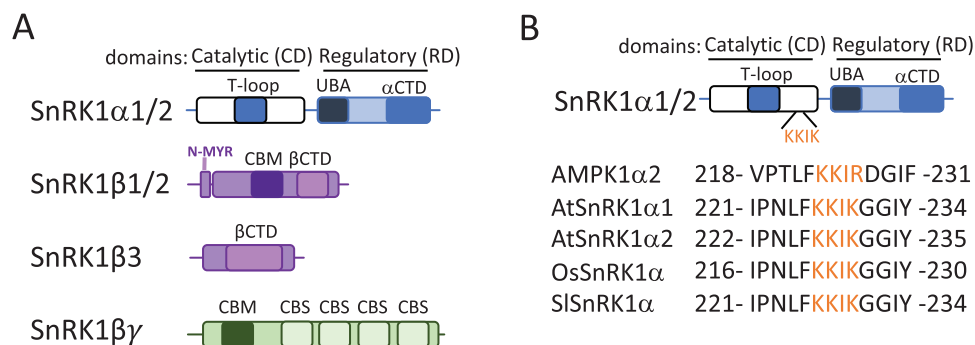 A
domains: Catalytic (CD) Regulatory (RD)
T-loop UBA αCTD
SnRK1α1/2
N-MYR
CBM βCTD
SnRK1β1/2
βCTD
SnRK1β3
CBM CBS CBS CBS CBS
SnRK1βγ
B
domains: Catalytic (CD) Regulatory (RD)
T-loop UBA αCTD
SnRK1α1/2
KKIK
AMPK1α2 218- VPTLFKKIRDGIF -231
AtSnRK1α1 221- IPNLFKKIKGGIY -234
AtSnRK1α2 222- IPNLFKKIKGGIY -235
OsSnRK1α 216- IPNLFKKIKGGIY -230
SlSnRK1α 221- IPNLFKKIKGGIY -234